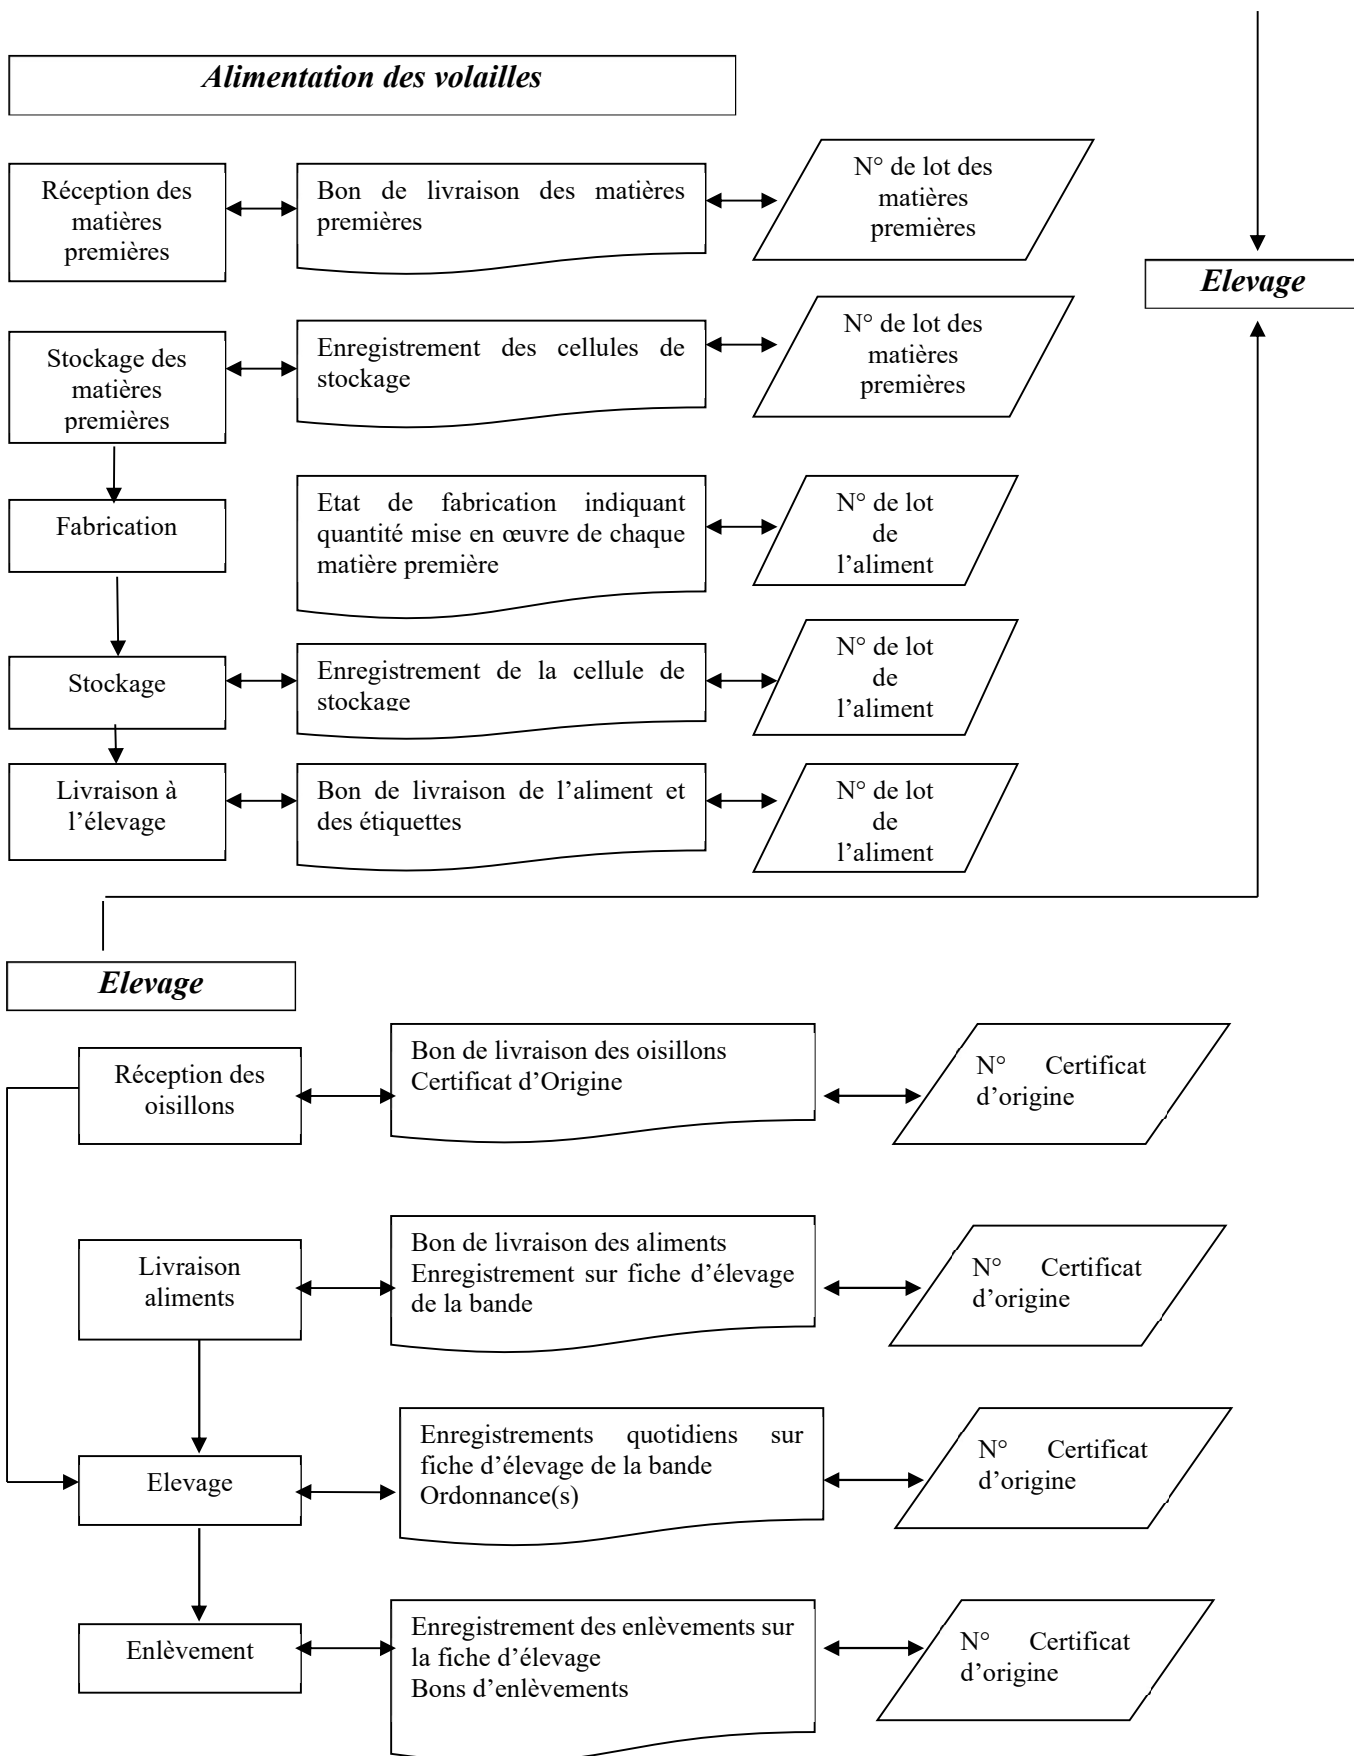 Alimentation des volailles
Réception des
matières
premières
Bon de livraison des matières
premières
N° de lot des
matières
premières
Elevage
Stockage des
matières
premières
Enregistrement des cellules de
stockage
N° de lot des
matières
premières
Fabrication
Etat de fabrication indiquant
quantité mise en œuvre de chaque
matière première
N° de lot
de
l’aliment
Stockage
Enregistrement de la cellule de
stockage
N° de lot
de
l’aliment
Livraison à
l’élevage
Bon de livraison de l’aliment et
des étiquettes
N° de lot
de
l’aliment
Elevage
Réception des
oisillons
Bon de livraison des oisillons
Certificat d’Origine
N° Certificat
d’origine
Livraison
aliments
Bon de livraison des aliments
Enregistrement sur fiche d’élevage
de la bande
N° Certificat
d’origine
Elevage
Enregistrements quotidiens sur
fiche d’élevage de la bande
Ordonnance(s)
N° Certificat
d’origine
Enlèvement
Enregistrement des enlèvements sur
la fiche d’élevage
Bons d’enlèvements
N° Certificat
d’origine